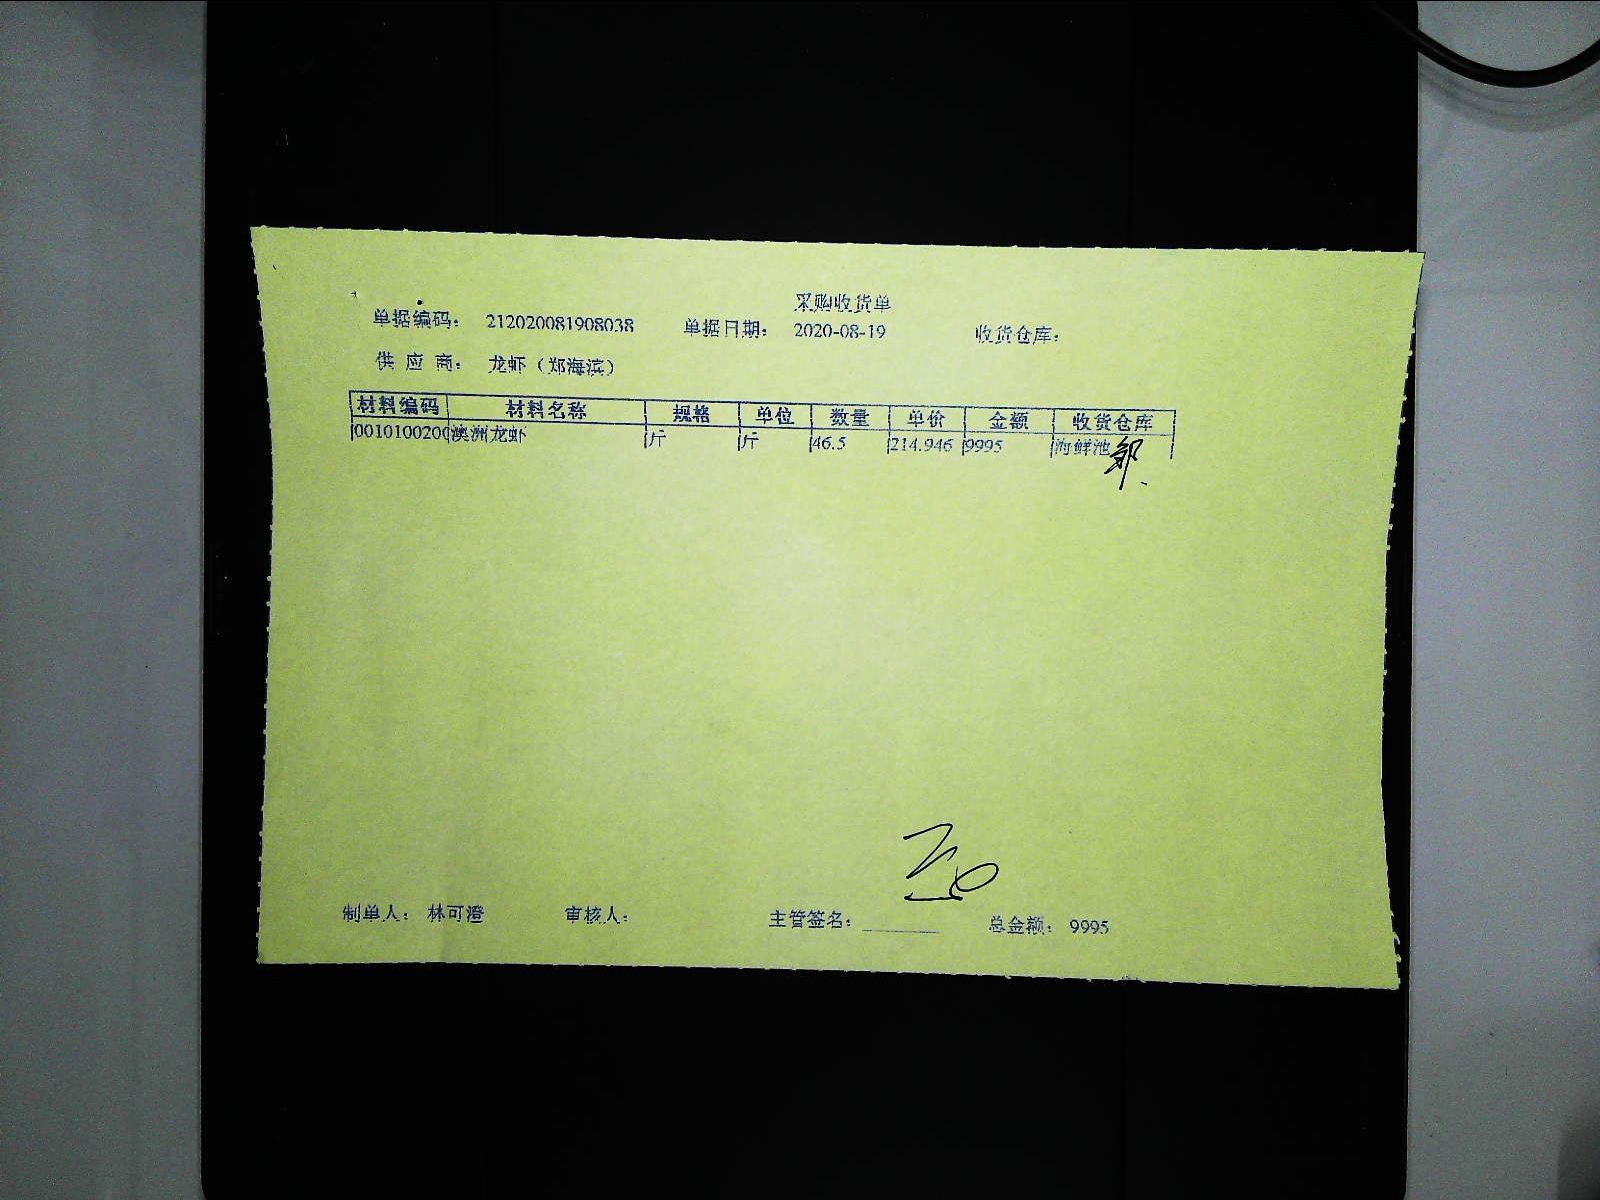 采购收货单
单据编码： 212020081908038 单据日期： 2020-08-19 收货仓库：
供 应 商： 龙虾（郑海滨）
材料编码 材料名称 规格 单位 数量 单价 金额 收货仓库
0010100200 澳洲龙虾 斤 斤 46.5 214.946 9995 海鲜池
制单人： 林可澄 审核人： 主管签名： 总金额： 9995